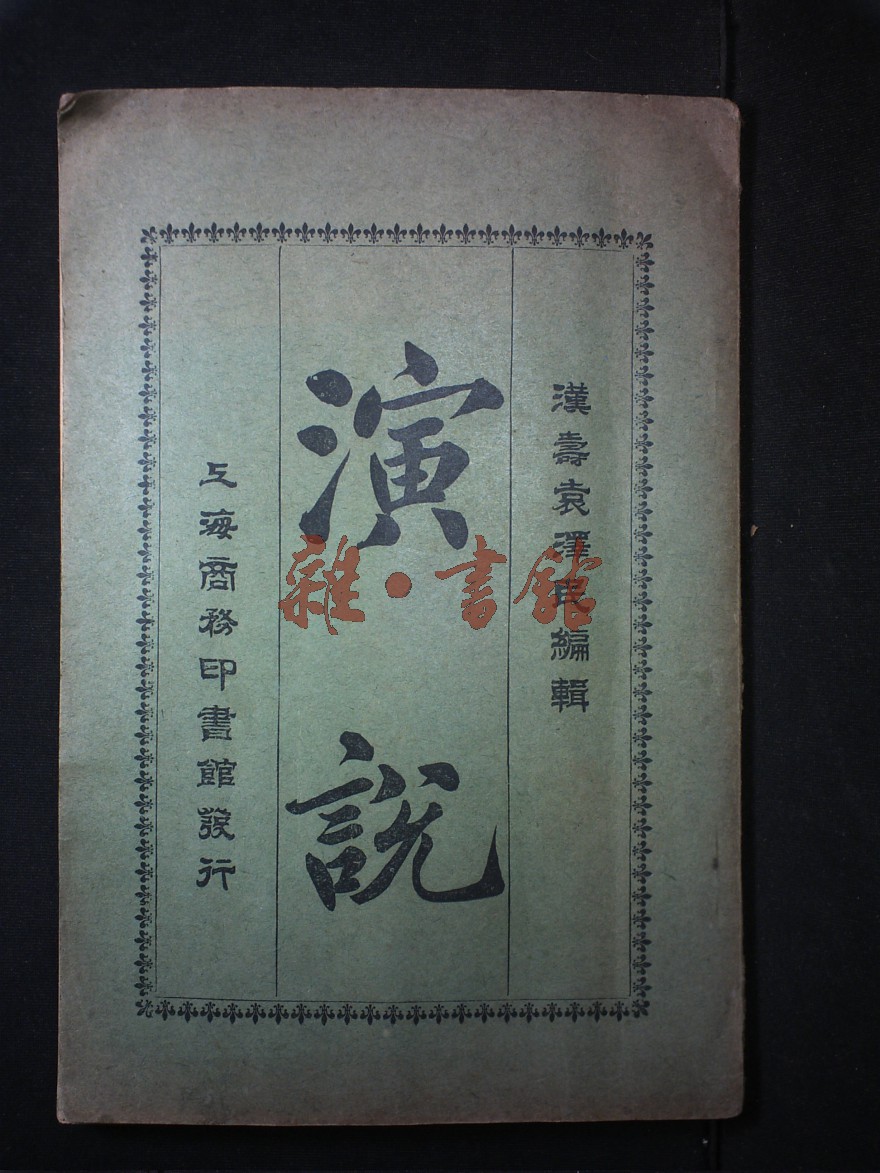 漢壽袁澤民編輯
演說
上海商務印書館發行
雜·書館